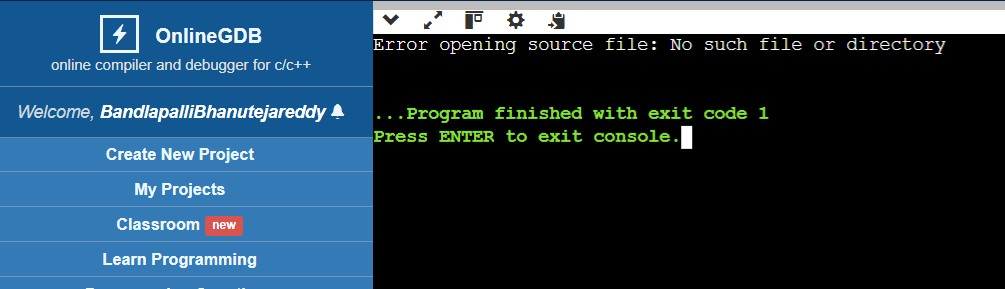 OnlineGDB
online compiler and debugger for c/c++
Welcome, BandlapalliBhanutejareddy
Create New Project
My Projects
Classroom new
Learn Programming
Error opening source file: No such file or directory
...Program finished with exit code 1
Press ENTER to exit console.